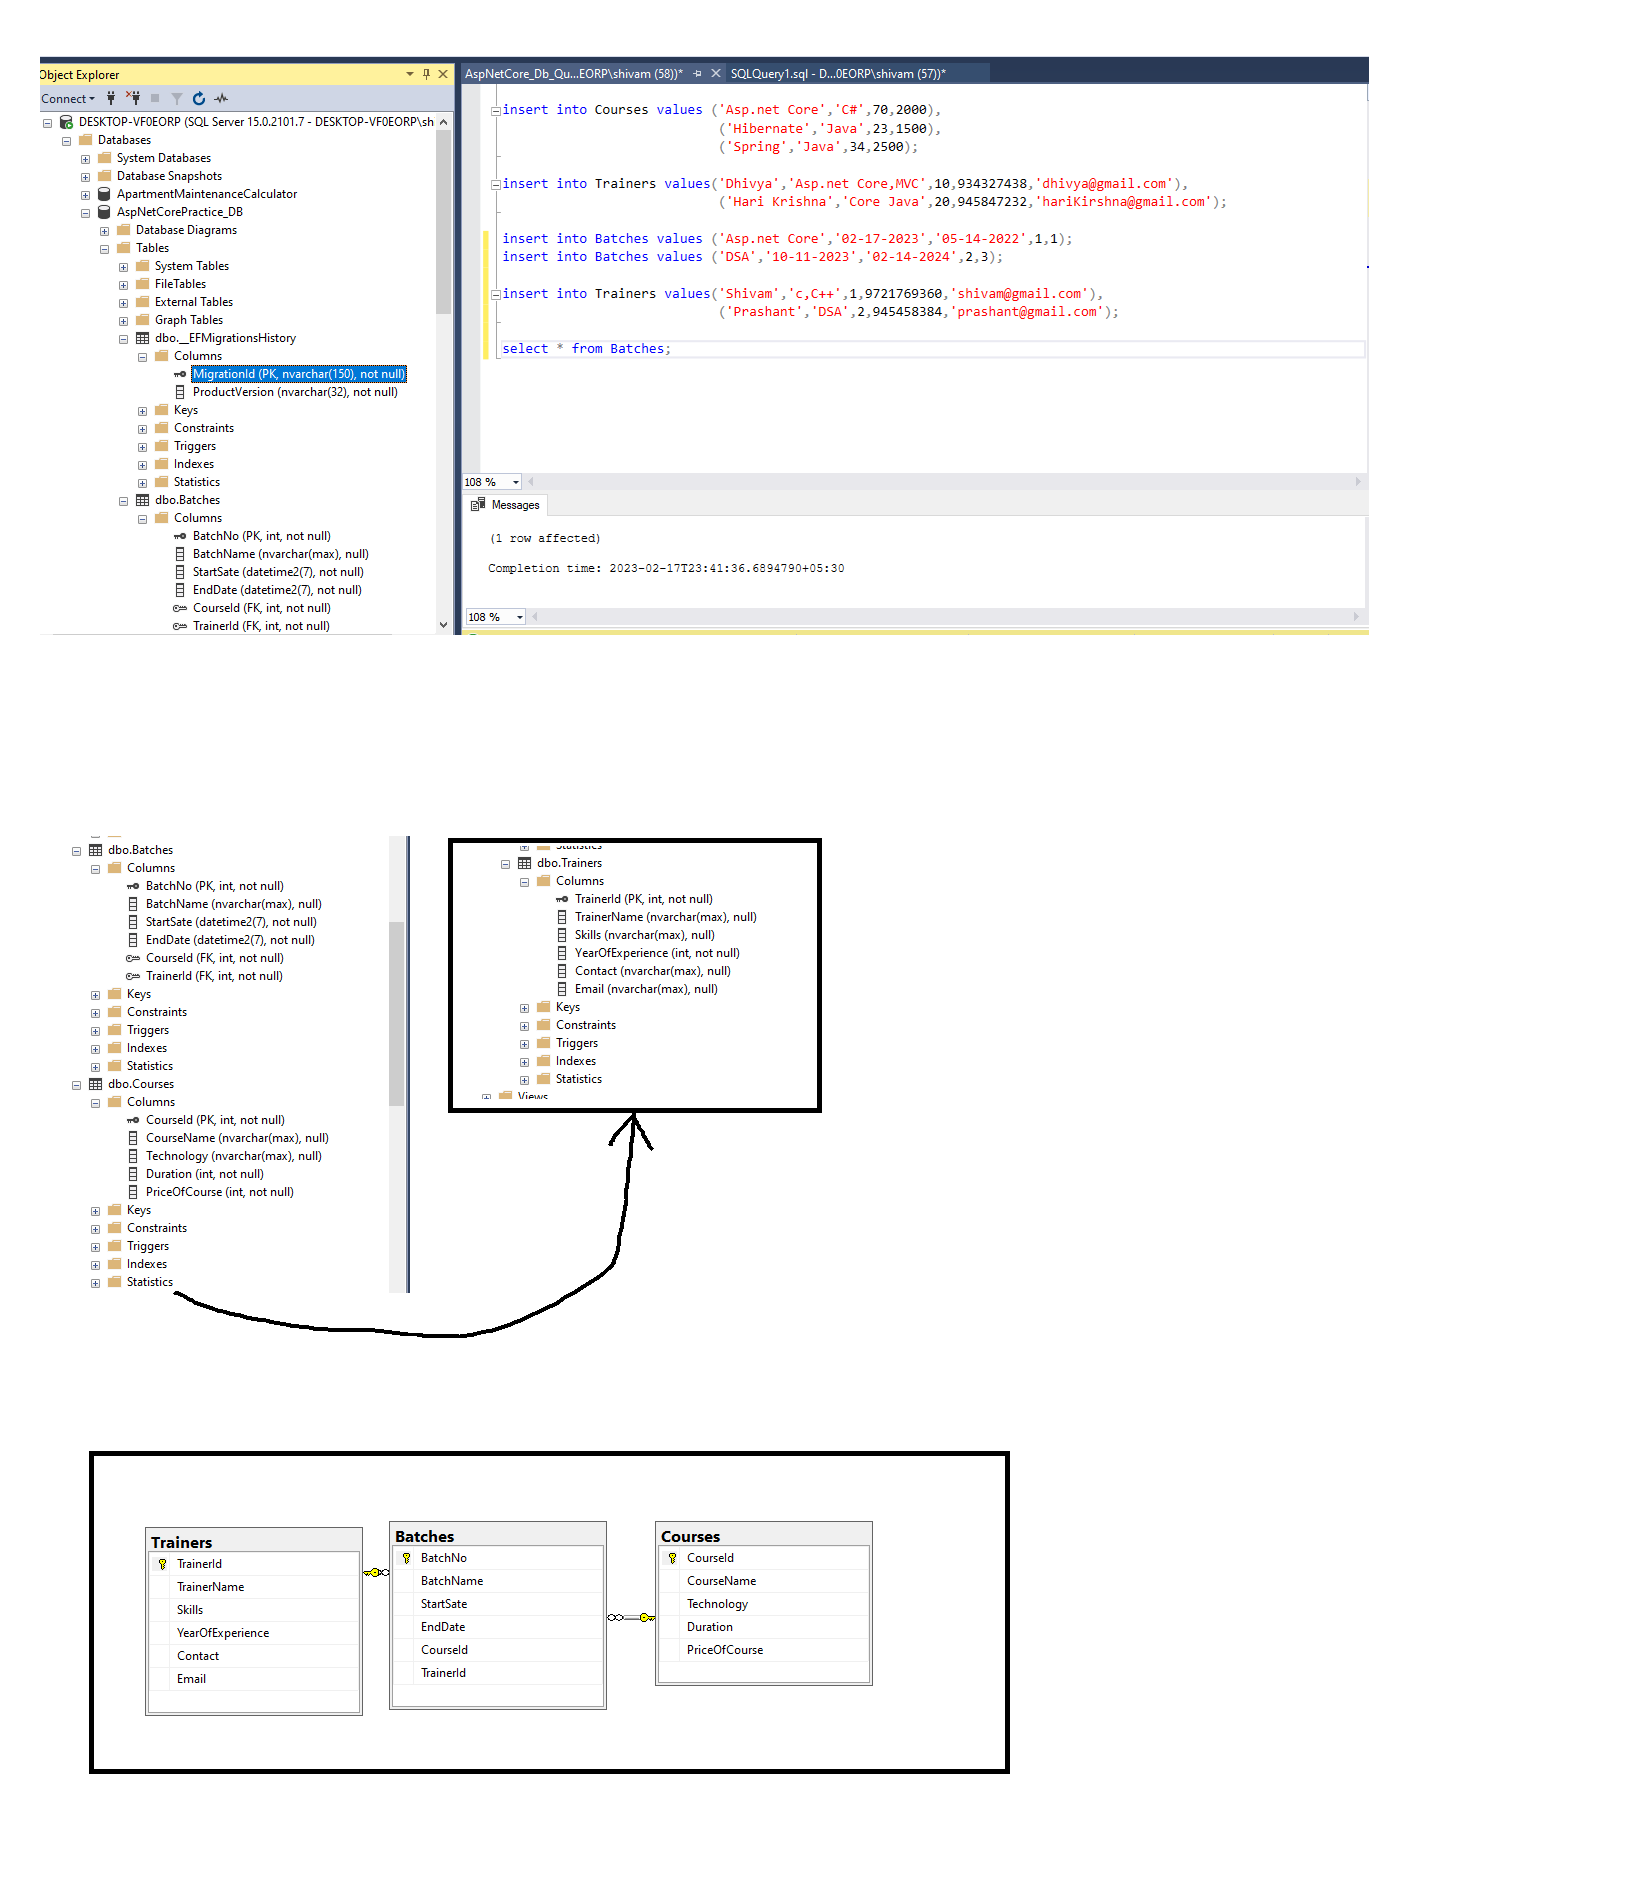 Object Explorer
Connect
DESKTOP-VF0EORP (SQL Server 15.0.2101.7 - DESKTOP-VF0EORP\sh
Databases
System Databases
Database Snapshots
ApartmentMaintenanceCalculator
AspNetCorePractice_DB
Database Diagrams
Tables
System Tables
FileTables
External Tables
Graph Tables
dbo.__EFMigrationsHistory
Columns
MigrationId (PK, nvarchar(150), not null)
ProductVersion (nvarchar(32), not null)
Keys
Constraints
Triggers
Indexes
Statistics
dbo.Batches
Columns
BatchNo (PK, int, not null)
BatchName (nvarchar(max), null)
StartSate (datetime2(7), not null)
EndDate (datetime2(7), not null)
CourseId (FK, int, not null)
TrainerId (FK, int, not null)
AspNetCore_Db_Qu...EORP\shivam (58))* SQLQuery1.sql - D...0EORP\shivam (57))*
insert into Courses values ('Asp.net Core','C#',70,2000),
('Hibernate','Java',23,1500),
('Spring','Java',34,2500);
insert into Trainers values('Dhivya','Asp.net Core,MVC',10,934327438,'dhivya@gmail.com'),
('Hari Krishna','Core Java',20,945847232,'hariKirshna@gmail.com');
insert into Batches values ('Asp.net Core','02-17-2023','05-14-2022',1,1);
insert into Batches values ('DSA','10-11-2023','02-14-2024',2,3);
insert into Trainers values('Shivam','c,C++',1,9721769360,'shivam@gmail.com'),
('Prashant','DSA',2,945458384,'prashant@gmail.com');
select * from Batches;
108 %
Messages
(1 row affected)
Completion time: 2023-02-17T23:41:36.6894790+05:30
108 %
dbo.Batches
Columns
BatchNo (PK, int, not null)
BatchName (nvarchar(max), null)
StartSate (datetime2(7), not null)
EndDate (datetime2(7), not null)
CourseId (FK, int, not null)
TrainerId (FK, int, not null)
Keys
Constraints
Triggers
Indexes
Statistics
dbo.Courses
Columns
CourseId (PK, int, not null)
CourseName (nvarchar(max), null)
Technology (nvarchar(max), null)
Duration (int, not null)
PriceOfCourse (int, not null)
Keys
Constraints
Triggers
Indexes
Statistics
Statistics
dbo.Trainers
Columns
TrainerId (PK, int, not null)
TrainerName (nvarchar(max), null)
Skills (nvarchar(max), null)
YearOfExperience (int, not null)
Contact (nvarchar(max), null)
Email (nvarchar(max), null)
Keys
Constraints
Triggers
Indexes
Statistics
Views
Trainers
TrainerId
TrainerName
Skills
YearOfExperience
Contact
Email
Batches
BatchNo
BatchName
StartSate
EndDate
CourseId
TrainerId
Courses
CourseId
CourseName
Technology
Duration
PriceOfCourse